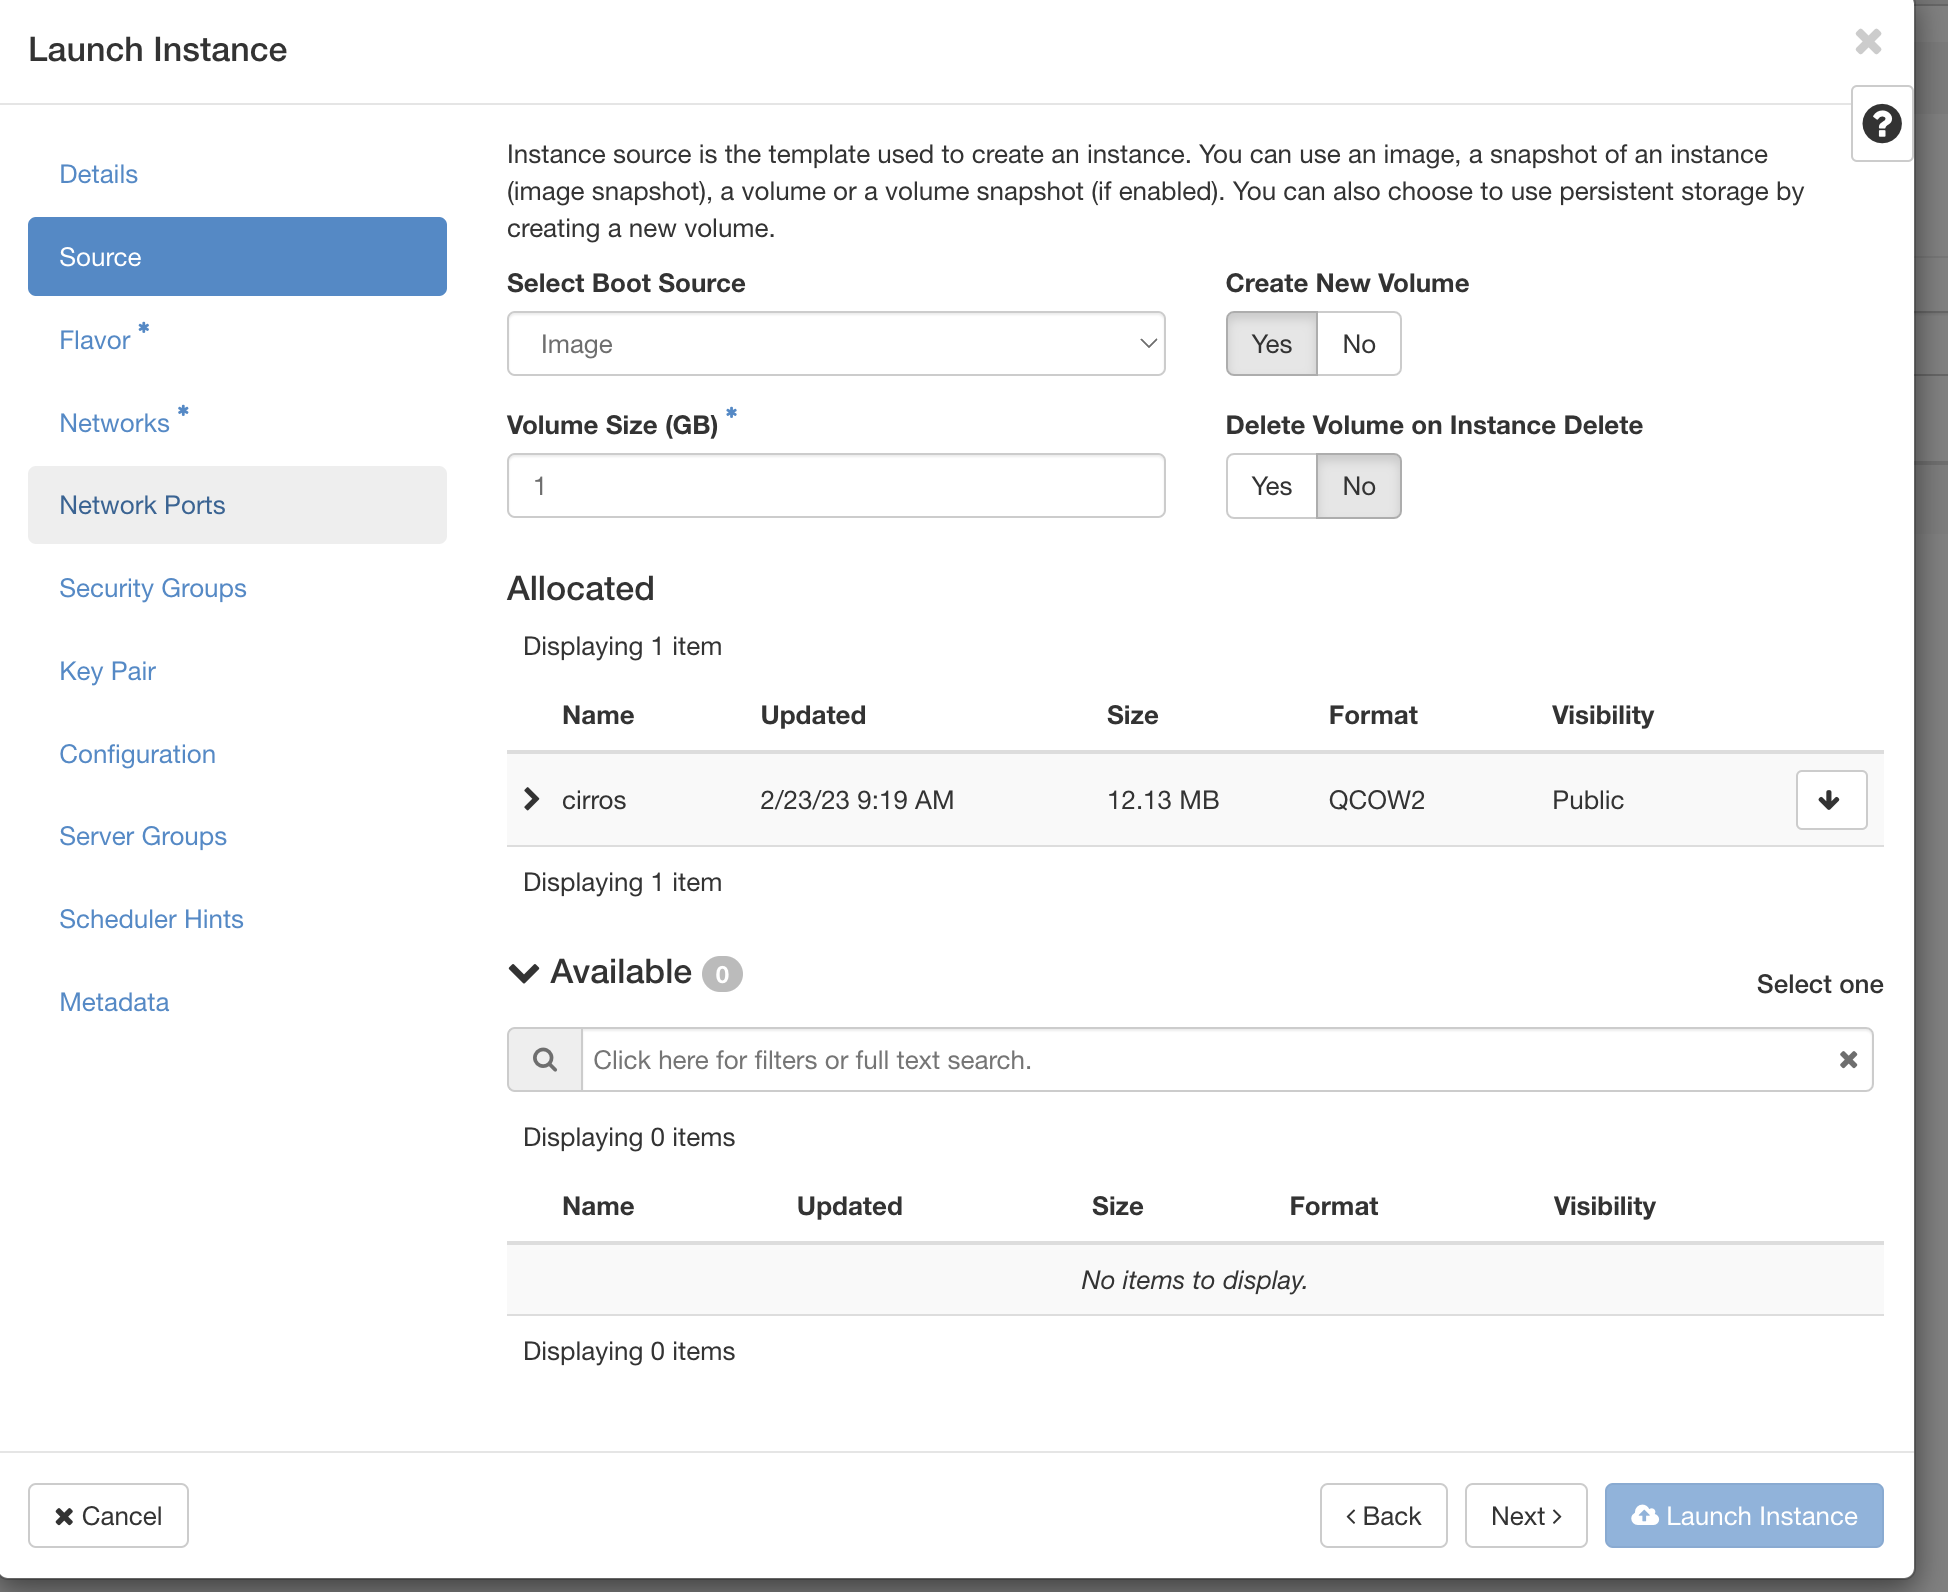 Launch Instance
Details
Source
Flavor *
Networks *
Network Ports
Security Groups
Key Pair
Configuration
Server Groups
Scheduler Hints
Metadata
Instance source is the template used to create an instance. You can use an image, a snapshot of an instance
(image snapshot), a volume or a volume snapshot (if enabled). You can also choose to use persistent storage by
creating a new volume.
Select Boot Source
Create New Volume
Image
Yes No
Volume Size (GB) *
Delete Volume on Instance Delete
1
Yes No
Allocated
Displaying 1 item
Name Updated Size Format Visibility
cirros 2/23/23 9:19 AM 12.13 MB QCOW2 Public
Displaying 1 item
Available 0
Select one
Click here for filters or full text search.
Displaying 0 items
Name Updated Size Format Visibility
No items to display.
Displaying 0 items
Cancel
Back
Next
Launch Instance